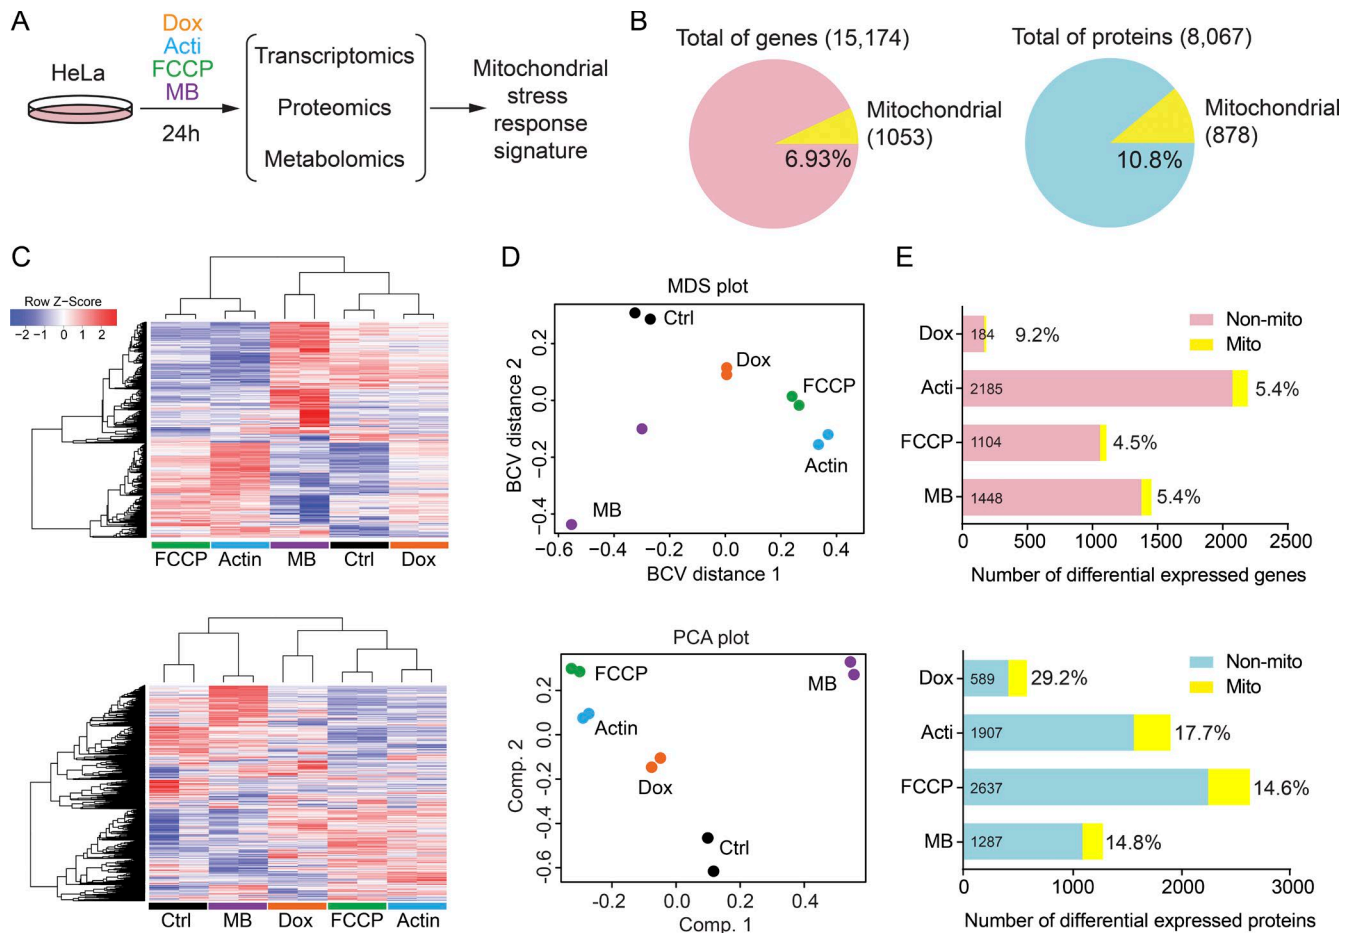 A
HeLa
Dox
Acti
FCCP
MB
24h
Transcriptomics
Proteomics
Metabolomics
Mitochondrial
stress
response
signature
B
Total of genes (15,174)
Mitochondrial
(1053)
6.93%
Total of proteins (8,067)
Mitochondrial
(878)
10.8%
C
Row Z−Score
−2 −1 0 1 2
FCCP Actin MB Ctrl Dox
Ctrl MB Dox FCCP Actin
D
MDS plot
BCV distance 2
0.2
0.0
−0.2
−0.4
Ctrl
Dox
FCCP
Actin
MB
−0.6 −0.4 −0.2 0.0 0.2 0.4
BCV distance 1
PCA plot
Comp. 2
0.2
0.0
-0.2
-0.4
-0.6
FCCP
MB
Actin
Dox
Ctrl
-0.2 0.0 0.2 0.4
Comp. 1
E
Non-mito
Mito
Dox 184 9.2%
Acti 2185 5.4%
FCCP 1104 4.5%
MB 1448 5.4%
0 500 1000 1500 2000 2500
Number of differential expressed genes
Non-mito
Mito
Dox 589 29.2%
Acti 1907 17.7%
FCCP 2637 14.6%
MB 1287 14.8%
0 1000 2000 3000
Number of differential expressed proteins